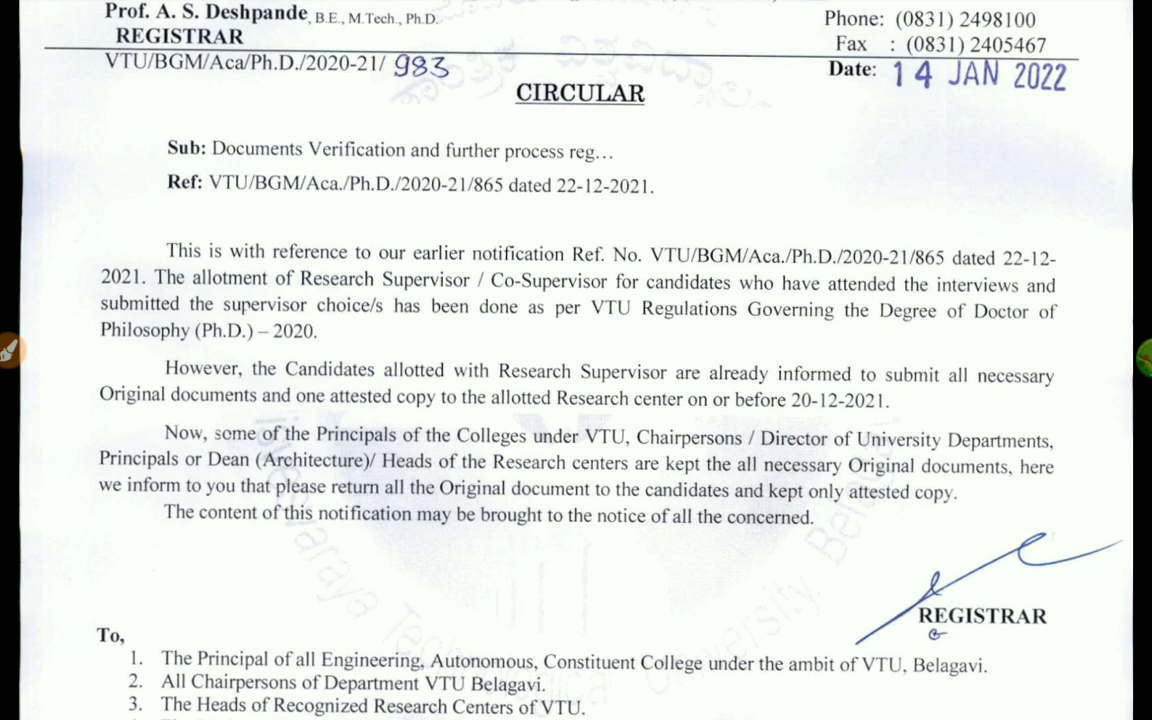 Prof. A. S. Deshpande, B.E., M.Tech., Ph.D.
REGISTRAR
Phone: (0831) 2498100
Fax : (0831) 2405467
VTU/BGM/Aca/Ph.D./2020-21/ 983
Date: 14 JAN 2022
CIRCULAR
Sub: Documents Verification and further process reg…
Ref: VTU/BGM/Aca./Ph.D./2020-21/865 dated 22-12-2021.
This is with reference to our earlier notification Ref. No. VTU/BGM/Aca./Ph.D./2020-21/865 dated 22-12-
2021. The allotment of Research Supervisor / Co-Supervisor for candidates who have attended the interviews and
submitted the supervisor choice/s has been done as per VTU Regulations Governing the Degree of Doctor of
Philosophy (Ph.D.) – 2020.
However, the Candidates allotted with Research Supervisor are already informed to submit all necessary
Original documents and one attested copy to the allotted Research center on or before 20-12-2021.
Now, some of the Principals of the Colleges under VTU, Chairpersons / Director of University Departments,
Principals or Dean (Architecture)/ Heads of the Research centers are kept the all necessary Original documents, here
we inform to you that please return all the Original document to the candidates and kept only attested copy.
The content of this notification may be brought to the notice of all the concerned.
REGISTRAR
To,
1. The Principal of all Engineering, Autonomous, Constituent College under the ambit of VTU, Belagavi.
2. All Chairpersons of Department VTU Belagavi.
3. The Heads of Recognized Research Centers of VTU.